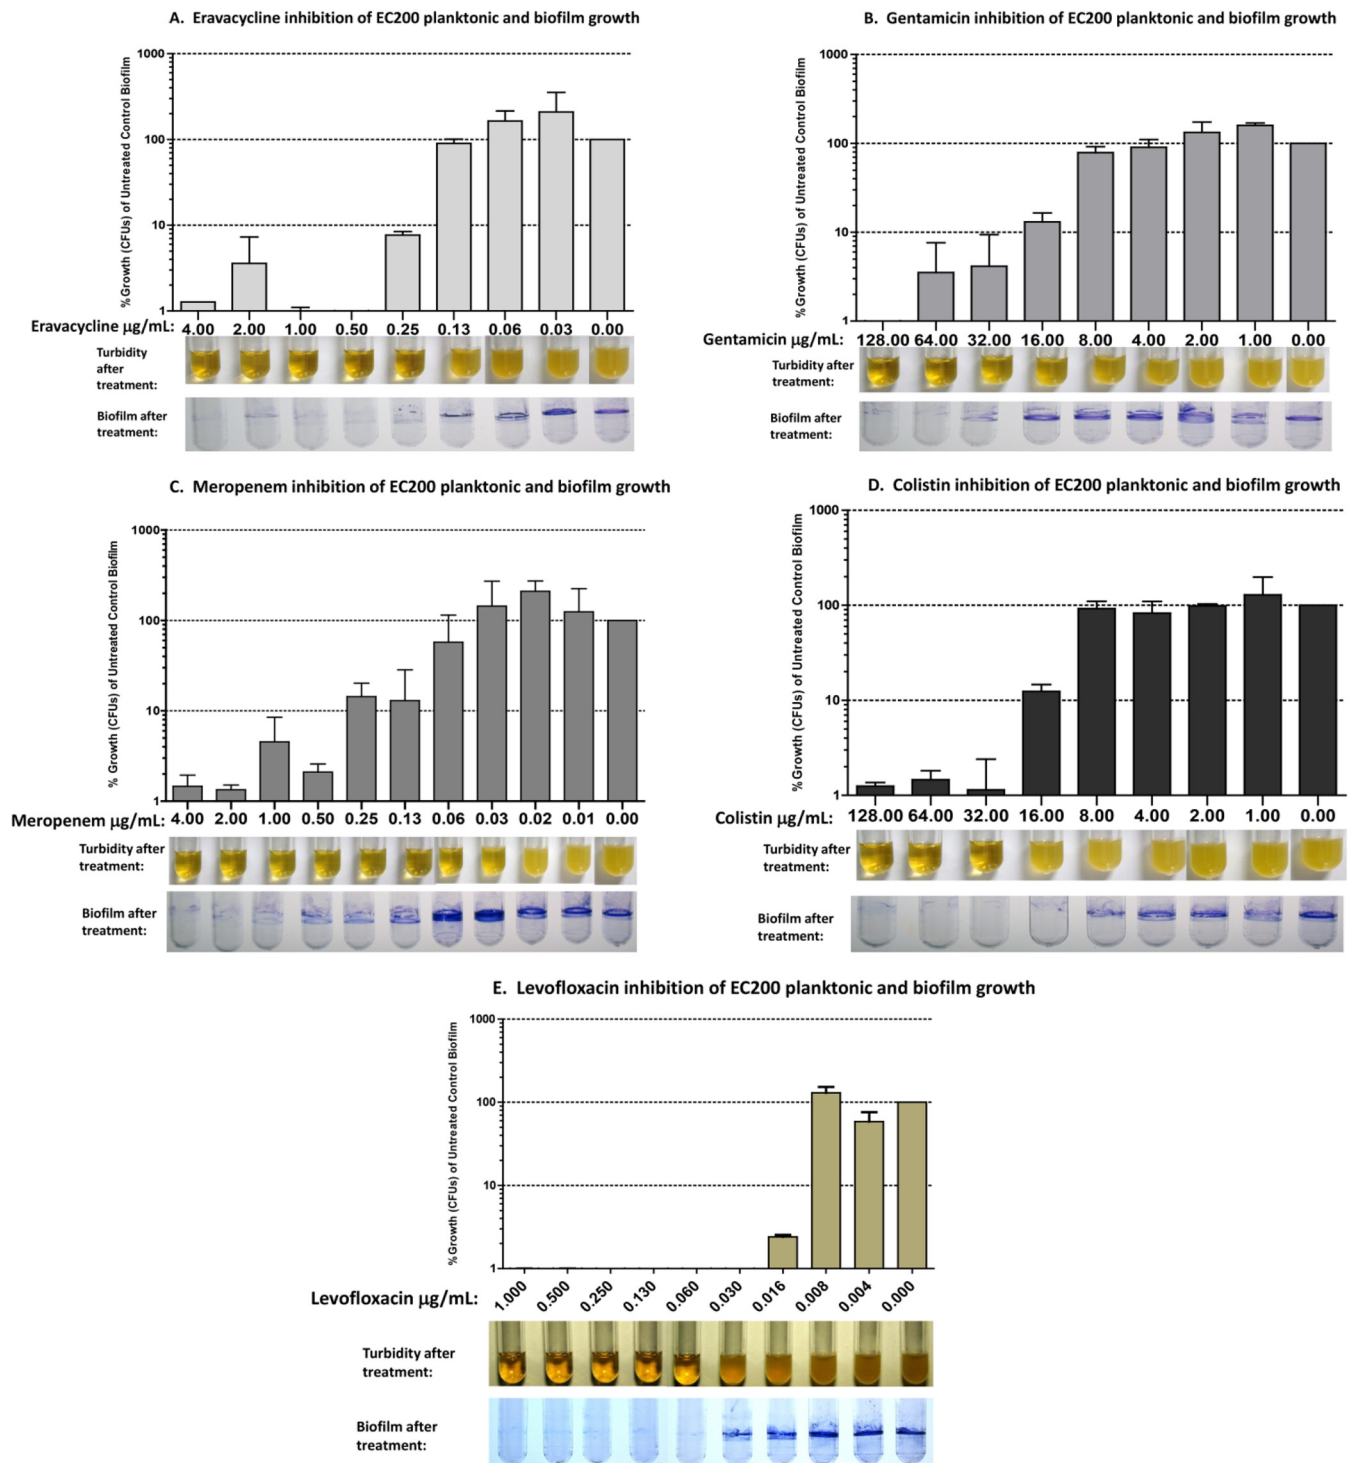 A. Eravacycline inhibition of EC200 planktonic and biofilm growth
% Growth (CFUs) of Untreated Control Biofilm
1000
100
10
1
Eravacycline µg/mL: 4.00 2.00 1.00 0.50 0.25 0.13 0.06 0.03 0.00
Turbidity
after
treatment:
Biofilm after
treatment:
B. Gentamicin inhibition of EC200 planktonic and biofilm growth
% Growth (CFUs) of Untreated Control Biofilm
1000
100
10
1
Gentamicin µg/mL: 128.00 64.00 32.00 16.00 8.00 4.00 2.00 1.00 0.00
Turbidity after
treatment:
Biofilm after
treatment:
C. Meropenem inhibition of EC200 planktonic and biofilm growth
% Growth (CFUs) of Untreated Control Biofilm
1000
100
10
1
Meropenem µg/mL: 4.00 2.00 1.00 0.50 0.25 0.13 0.06 0.03 0.02 0.01 0.00
Turbidity after
treatment:
Biofilm after
treatment:
D. Colistin inhibition of EC200 planktonic and biofilm growth
% Growth (CFUs) of Untreated Control Biofilm
1000
100
10
1
Colistin µg/mL: 128.00 64.00 32.00 16.00 8.00 4.00 2.00 1.00 0.00
Turbidity after
treatment:
Biofilm after
treatment:
E. Levofloxacin inhibition of EC200 planktonic and biofilm growth
% Growth (CFUs) of Untreated Control Biofilm
1000
100
10
1
Levofloxacin µg/mL: 1.000 0.500 0.250 0.130 0.060 0.030 0.016 0.008 0.004 0.000
Turbidity after
treatment:
Biofilm after
treatment: